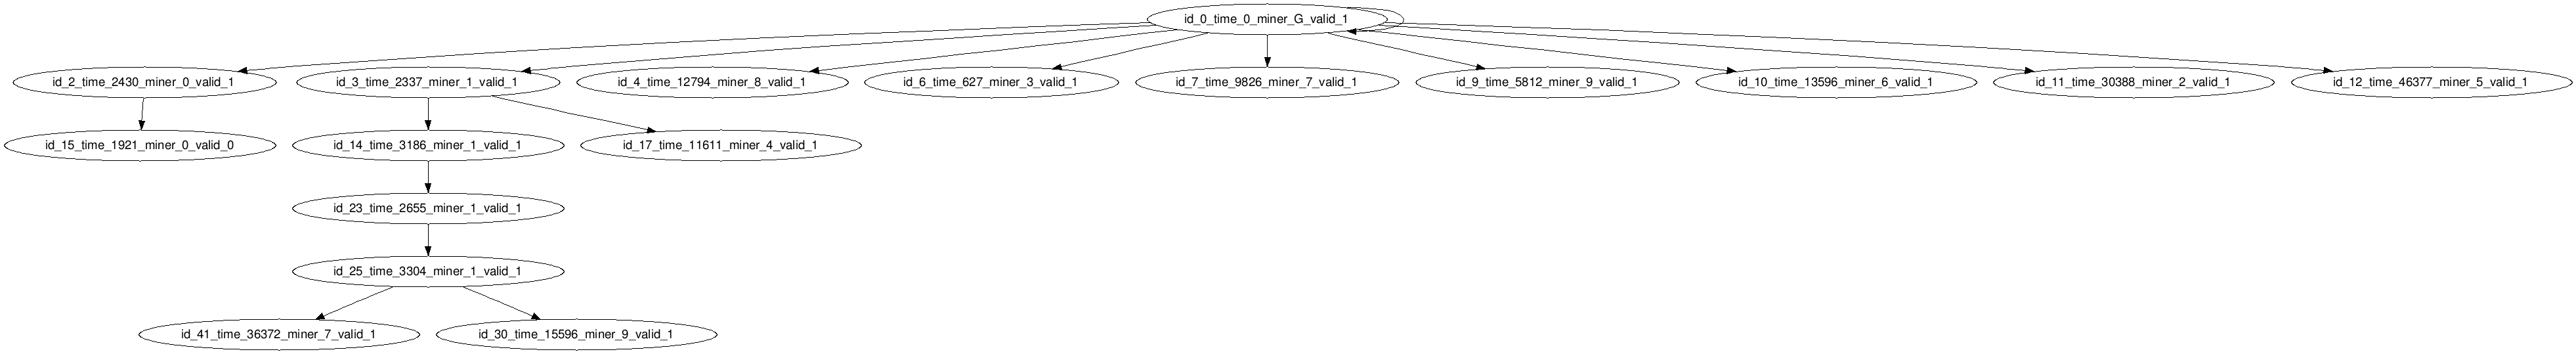 id_0_time_0_miner_G_valid_1
id_2_time_2430_miner_0_valid_1
id_3_time_2337_miner_1_valid_1
id_4_time_12794_miner_8_valid_1
id_6_time_627_miner_3_valid_1
id_7_time_9826_miner_7_valid_1
id_9_time_5812_miner_9_valid_1
id_10_time_13596_miner_6_valid_1
id_11_time_30388_miner_2_valid_1
id_12_time_46377_miner_5_valid_1
id_15_time_1921_miner_0_valid_0
id_14_time_3186_miner_1_valid_1
id_17_time_11611_miner_4_valid_1
id_23_time_2655_miner_1_valid_1
id_25_time_3304_miner_1_valid_1
id_41_time_36372_miner_7_valid_1
id_30_time_15596_miner_9_valid_1